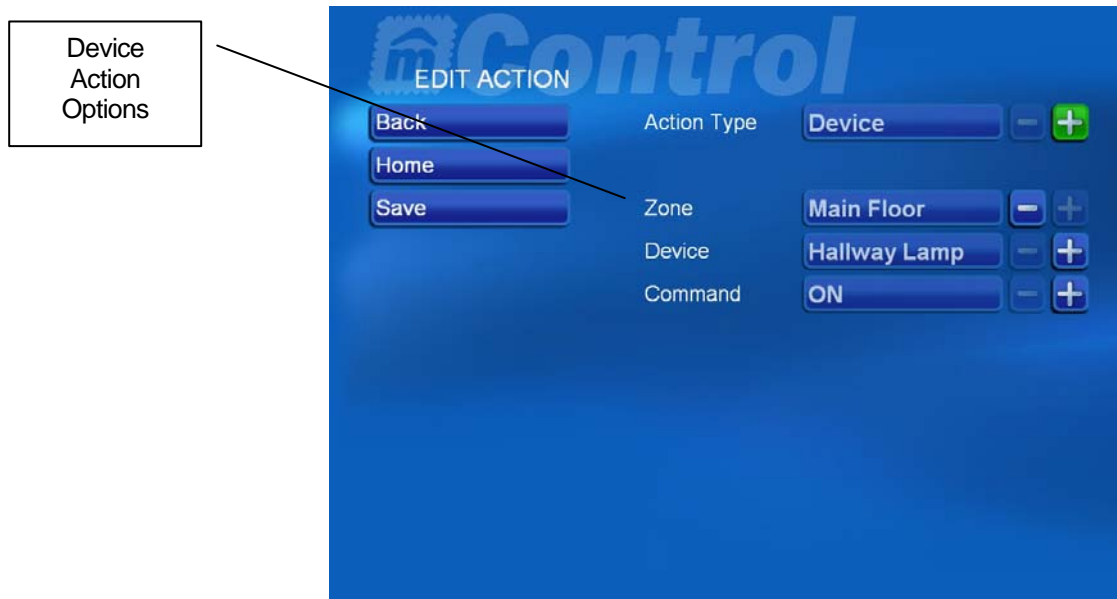 Device
Action
Options
mControl
EDIT ACTION
Back
Home
Save
Action Type Device - +
Zone Main Floor - +
Device Hallway Lamp - +
Command ON - +